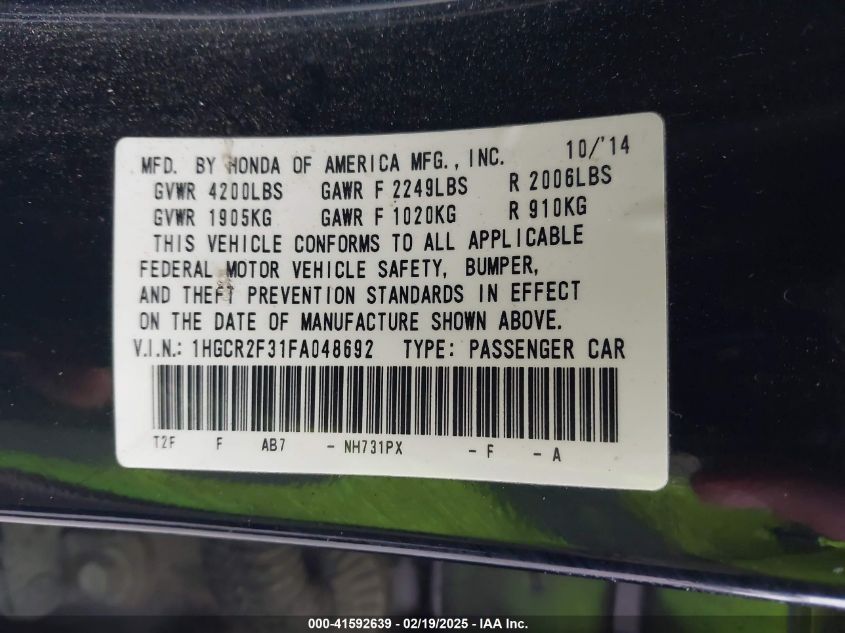 MFD. BY HONDA OF AMERICA MFG., INC. 10/'14
GVWR 4200LBS GAWR F 2249LBS R 2006LBS
GVWR 1905KG GAWR F 1020KG R 910KG
THIS VEHICLE CONFORMS TO ALL APPLICABLE
FEDERAL MOTOR VEHICLE SAFETY, BUMPER,
AND THEFT PREVENTION STANDARDS IN EFFECT
ON THE DATE OF MANUFACTURE SHOWN ABOVE.
V.I.N.: 1HGCR2F31FA048692 TYPE: PASSENGER CAR
T2F F AB7 - NH731PX - F - A
000-41592639 - 02/19/2025 - IAA Inc.